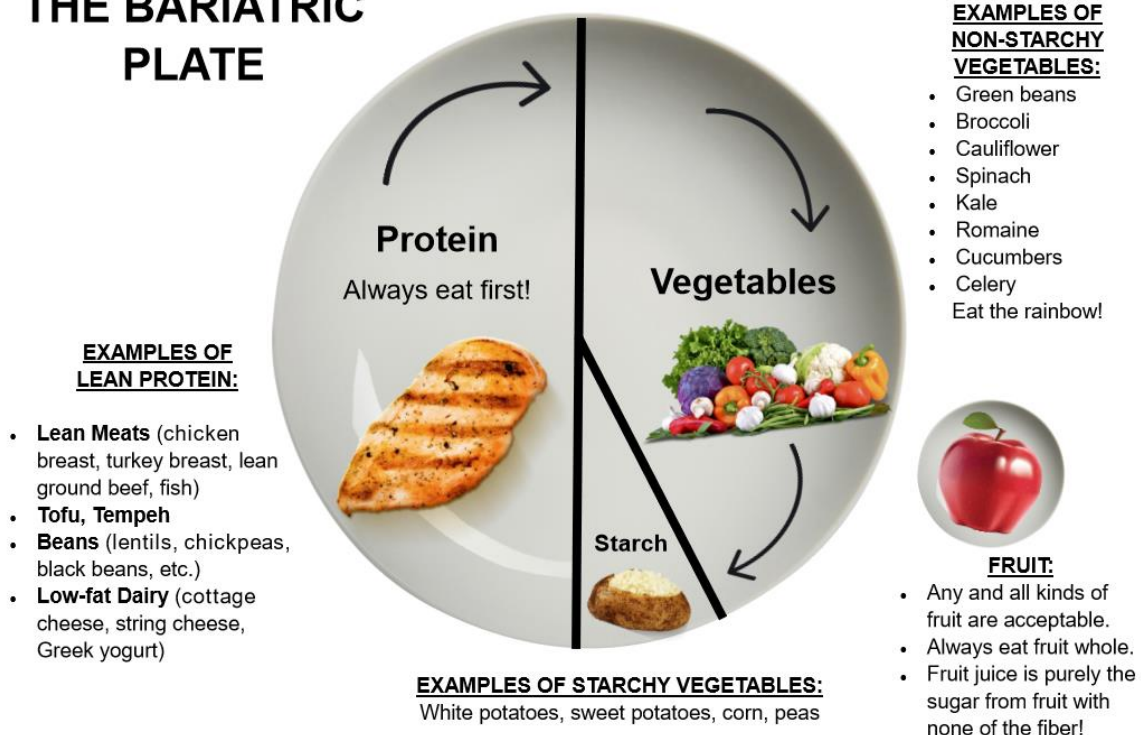 THE BARIATRIC
PLATE
Protein
Always eat first!
Vegetables
Starch
EXAMPLES OF
LEAN PROTEIN:
• Lean Meats (chicken
breast, turkey breast, lean
ground beef, fish)
• Tofu, Tempeh
• Beans (lentils, chickpeas,
black beans, etc.)
• Low-fat Dairy (cottage
cheese, string cheese,
Greek yogurt)
EXAMPLES OF STARCHY VEGETABLES:
White potatoes, sweet potatoes, corn, peas
EXAMPLES OF
NON-STARCHY
VEGETABLES:
• Green beans
• Broccoli
• Cauliflower
• Spinach
• Kale
• Romaine
• Cucumbers
• Celery
Eat the rainbow!
FRUIT:
• Any and all kinds of
fruit are acceptable.
• Always eat fruit whole.
• Fruit juice is purely the
sugar from fruit with
none of the fiber!